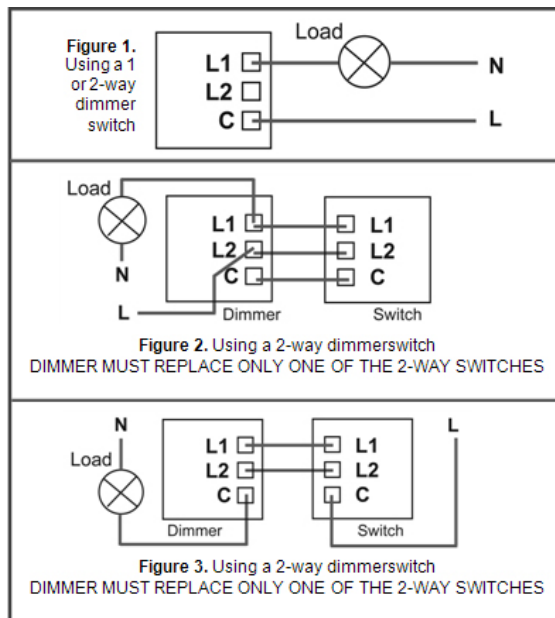 Figure 1.
Using a 1
or 2-way
dimmer
switch
Load
L1
N
L2
C
L
Load
L1
L1
L2
L2
N
C
C
L
Dimmer
Switch
Figure 2. Using a 2-way dimmerswitch
DIMMER MUST REPLACE ONLY ONE OF THE 2-WAY SWITCHES
N
L
L1
L1
Load
L2
L2
C
C
Dimmer
Switch
Figure 3. Using a 2-way dimmerswitch
DIMMER MUST REPLACE ONLY ONE OF THE 2-WAY SWITCHES